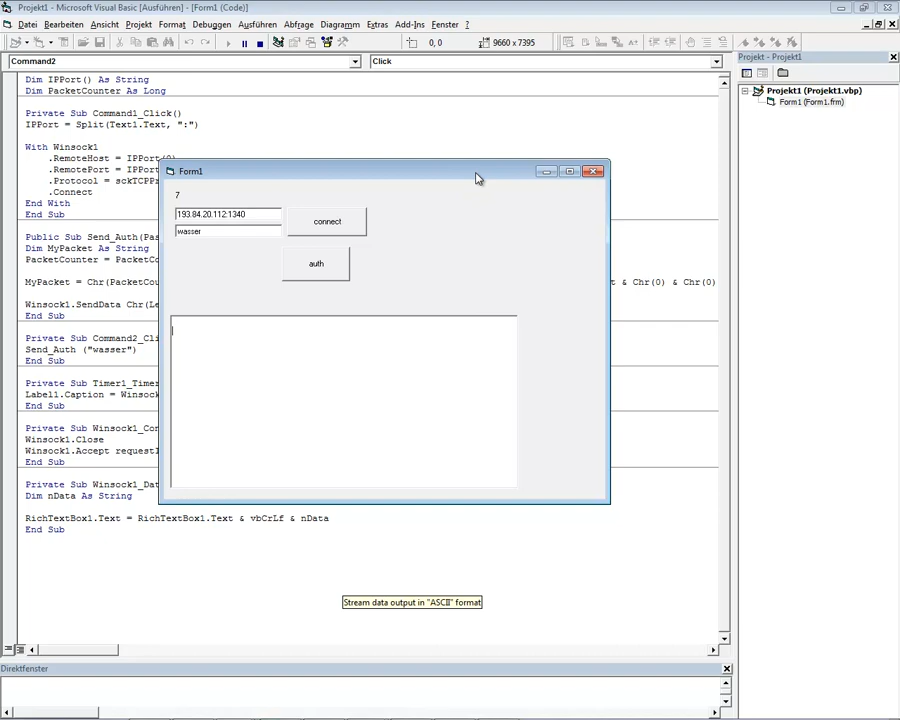 Projekt1 - Microsoft Visual Basic [Ausführen] - [Form1 (Code)]
Datei Bearbeiten Ansicht Projekt Format Debuggen Ausführen Abfrage Diagramm Extras Add-Ins Fenster ?
0, 0 9660 x 7395
Command2 Click
Projekt - Projekt1
Projekt1 (Projekt1.vbp)
Form1 (Form1.frm)
Dim IPPort() As String
Dim PacketCounter As Long
Private Sub Command1_Click()
IPPort = Split(Text1.Text, ":")
With Winsock1
.RemoteHost = IPPort(0)
.RemotePort = IPPort
.Protocol = sckTCPPr
.Connect
End With
End Sub
Public Sub Send_Auth(Pas
Dim MyPacket As String
PacketCounter = PacketCo
MyPacket = Chr(PacketCou t & Chr(0) & Chr(0)
Winsock1.SendData Chr(Le
End Sub
Private Sub Command2_Cli
Send_Auth ("wasser")
End Sub
Private Sub Timer1_Timer
Label1.Caption = Winsock
End Sub
Private Sub Winsock1_Con
Winsock1.Close
Winsock1.Accept requestI
End Sub
Private Sub Winsock1_Dat
Dim nData As String
RichTextBox1.Text = RichTextBox1.Text & vbCrLf & nData
End Sub
Form1
7
193.84.20.112:1340
connect
wasser
auth
Stream data output in "ASCII" format
Direktfenster